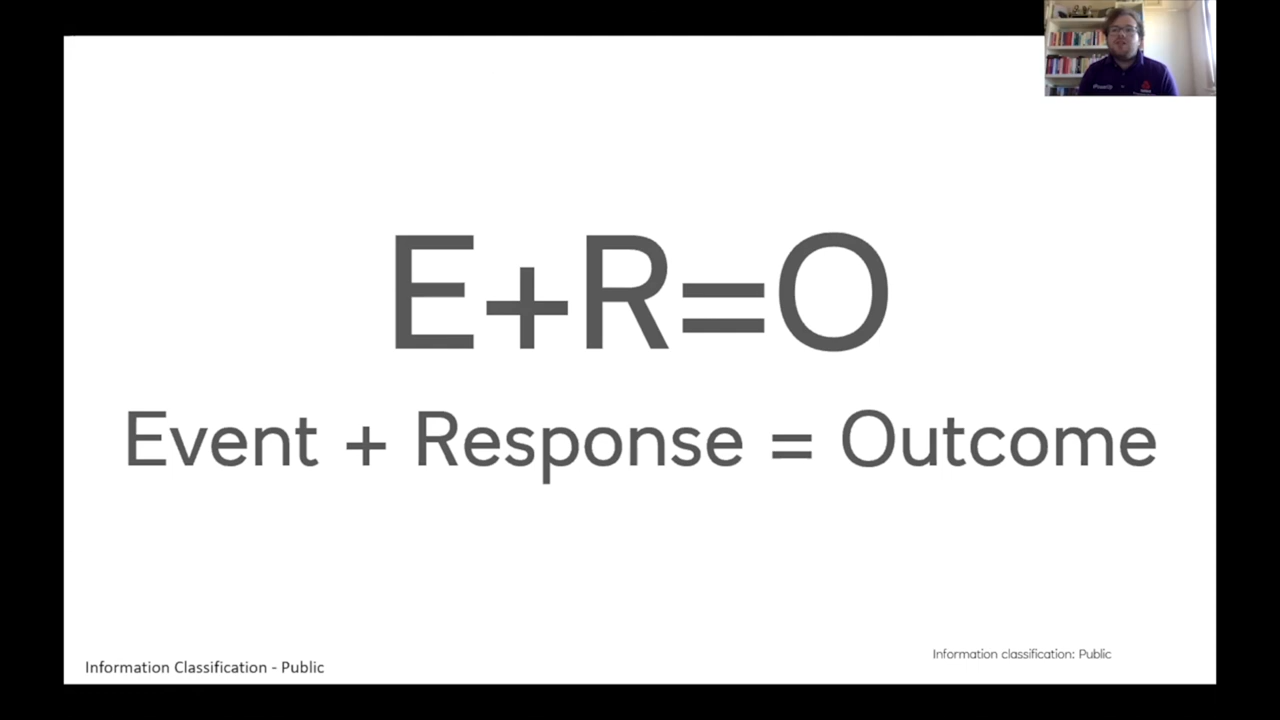 E+R=O
Event + Response = Outcome
Information classification: Public
Information Classification - Public